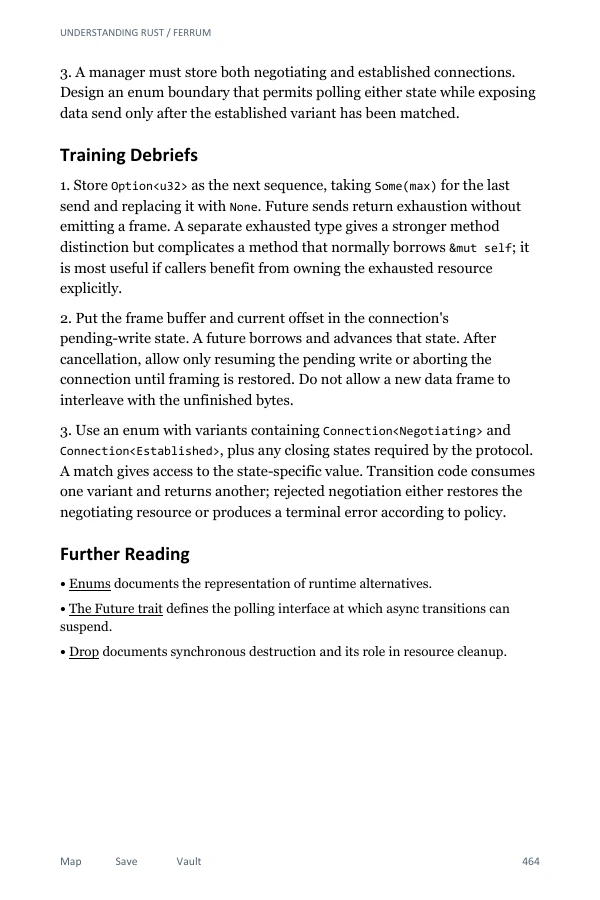 UNDERSTANDING RUST / FERRUM
3. A manager must store both negotiating and established connections.
Design an enum boundary that permits polling either state while exposing
data send only after the established variant has been matched.
Training Debriefs
1. Store Option<u32> as the next sequence, taking Some(max) for the last
send and replacing it with None. Future sends return exhaustion without
emitting a frame. A separate exhausted type gives a stronger method
distinction but complicates a method that normally borrows &mut self; it
is most useful if callers benefit from owning the exhausted resource
explicitly.
2. Put the frame buffer and current offset in the connection's
pending-write state. A future borrows and advances that state. After
cancellation, allow only resuming the pending write or aborting the
connection until framing is restored. Do not allow a new data frame to
interleave with the unfinished bytes.
3. Use an enum with variants containing Connection<Negotiating> and
Connection<Established>, plus any closing states required by the protocol.
A match gives access to the state-specific value. Transition code consumes
one variant and returns another; rejected negotiation either restores the
negotiating resource or produces a terminal error according to policy.
Further Reading
• Enums documents the representation of runtime alternatives.
• The Future trait defines the polling interface at which async transitions can
suspend.
• Drop documents synchronous destruction and its role in resource cleanup.
Map Save Vault 464